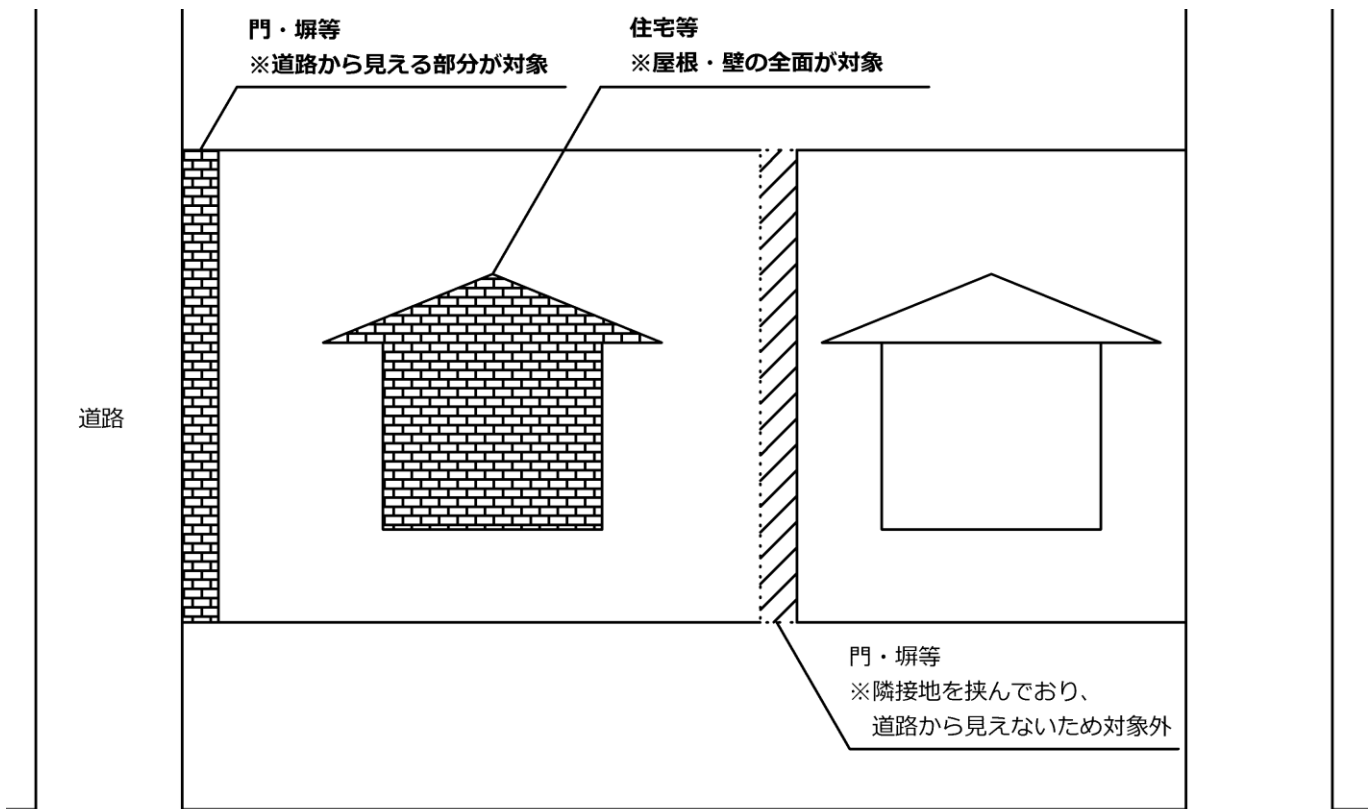 門・塀等
※道路から見える部分が対象
住宅等
※屋根・壁の全面が対象
道路
門・塀等
※隣接地を挟んでおり、
道路から見えないため対象外